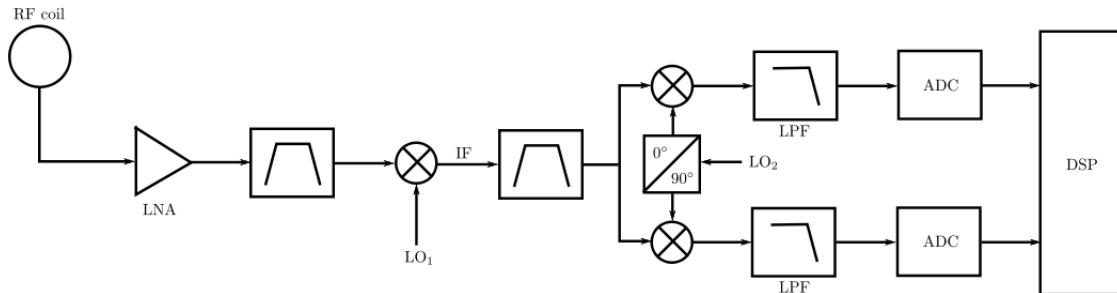 RF coil
LNA
LO₁
IF
0°
90°
LO₂
LPF
ADC
LPF
ADC
DSP